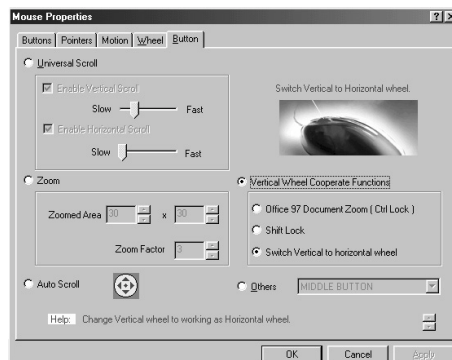 Mouse Properties
Buttons Pointers Motion Wheel Button
Universal Scroll
Enable Vertical Scroll
Slow Fast
Enable Horizontal Scroll
Slow Fast
Switch Vertical to Horizontal wheel.
Zoom
Zoomed Area 30 x 30
Zoom Factor 3
Vertical Wheel Cooperate Functions
Office 97 Document Zoom ( Ctrl Lock )
Shift Lock
Switch Vertical to horizontal wheel
Auto Scroll
Others MIDDLE BUTTON
Help: Change Vertical wheel to working as Horizontal wheel.
OK Cancel Apply